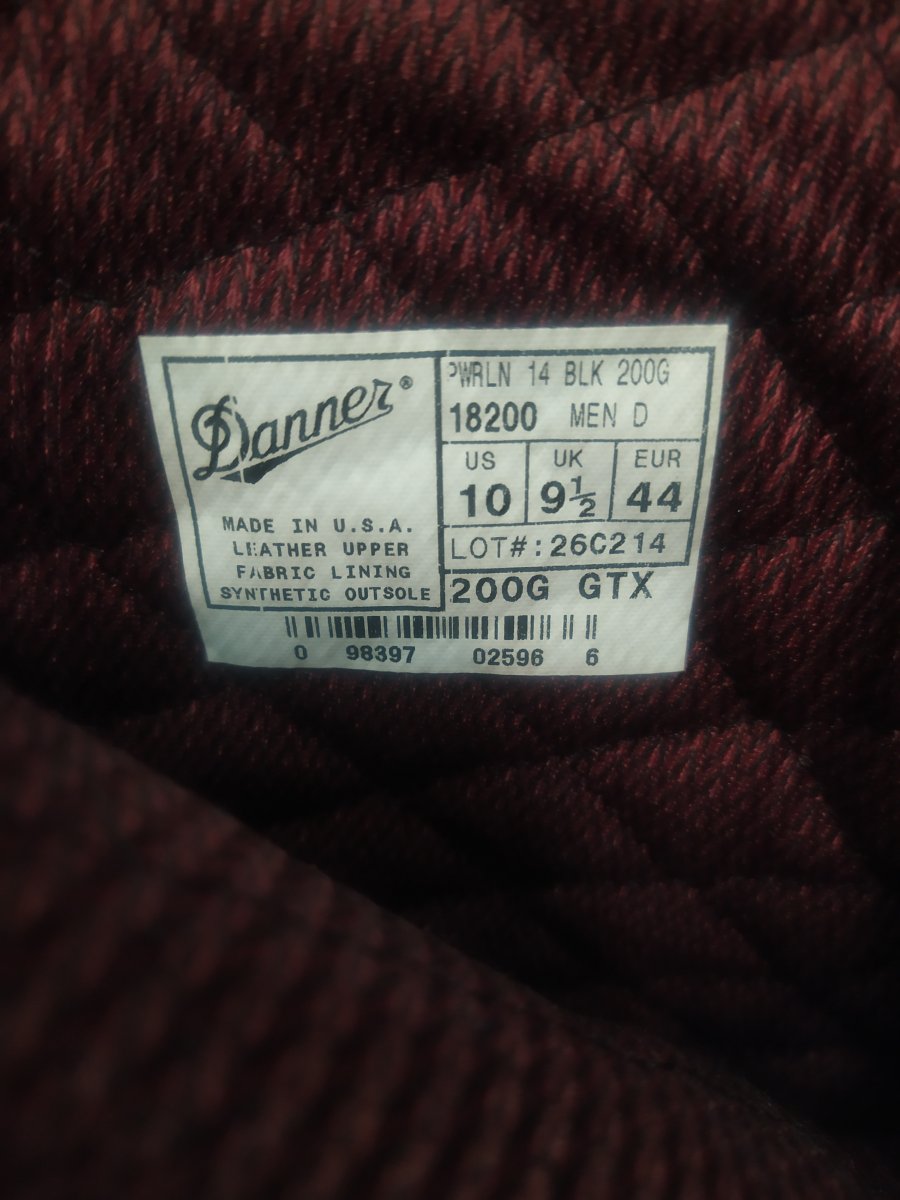 Danner®
MADE IN U.S.A.
LEATHER UPPER
FABRIC LINING
SYNTHETIC OUTSOLE
PWRLN 14 BLK 200G
18200 MEN D
US UK EUR
10 9½ 44
LOT#: 26C214
200G GTX
0 98397 02596 6